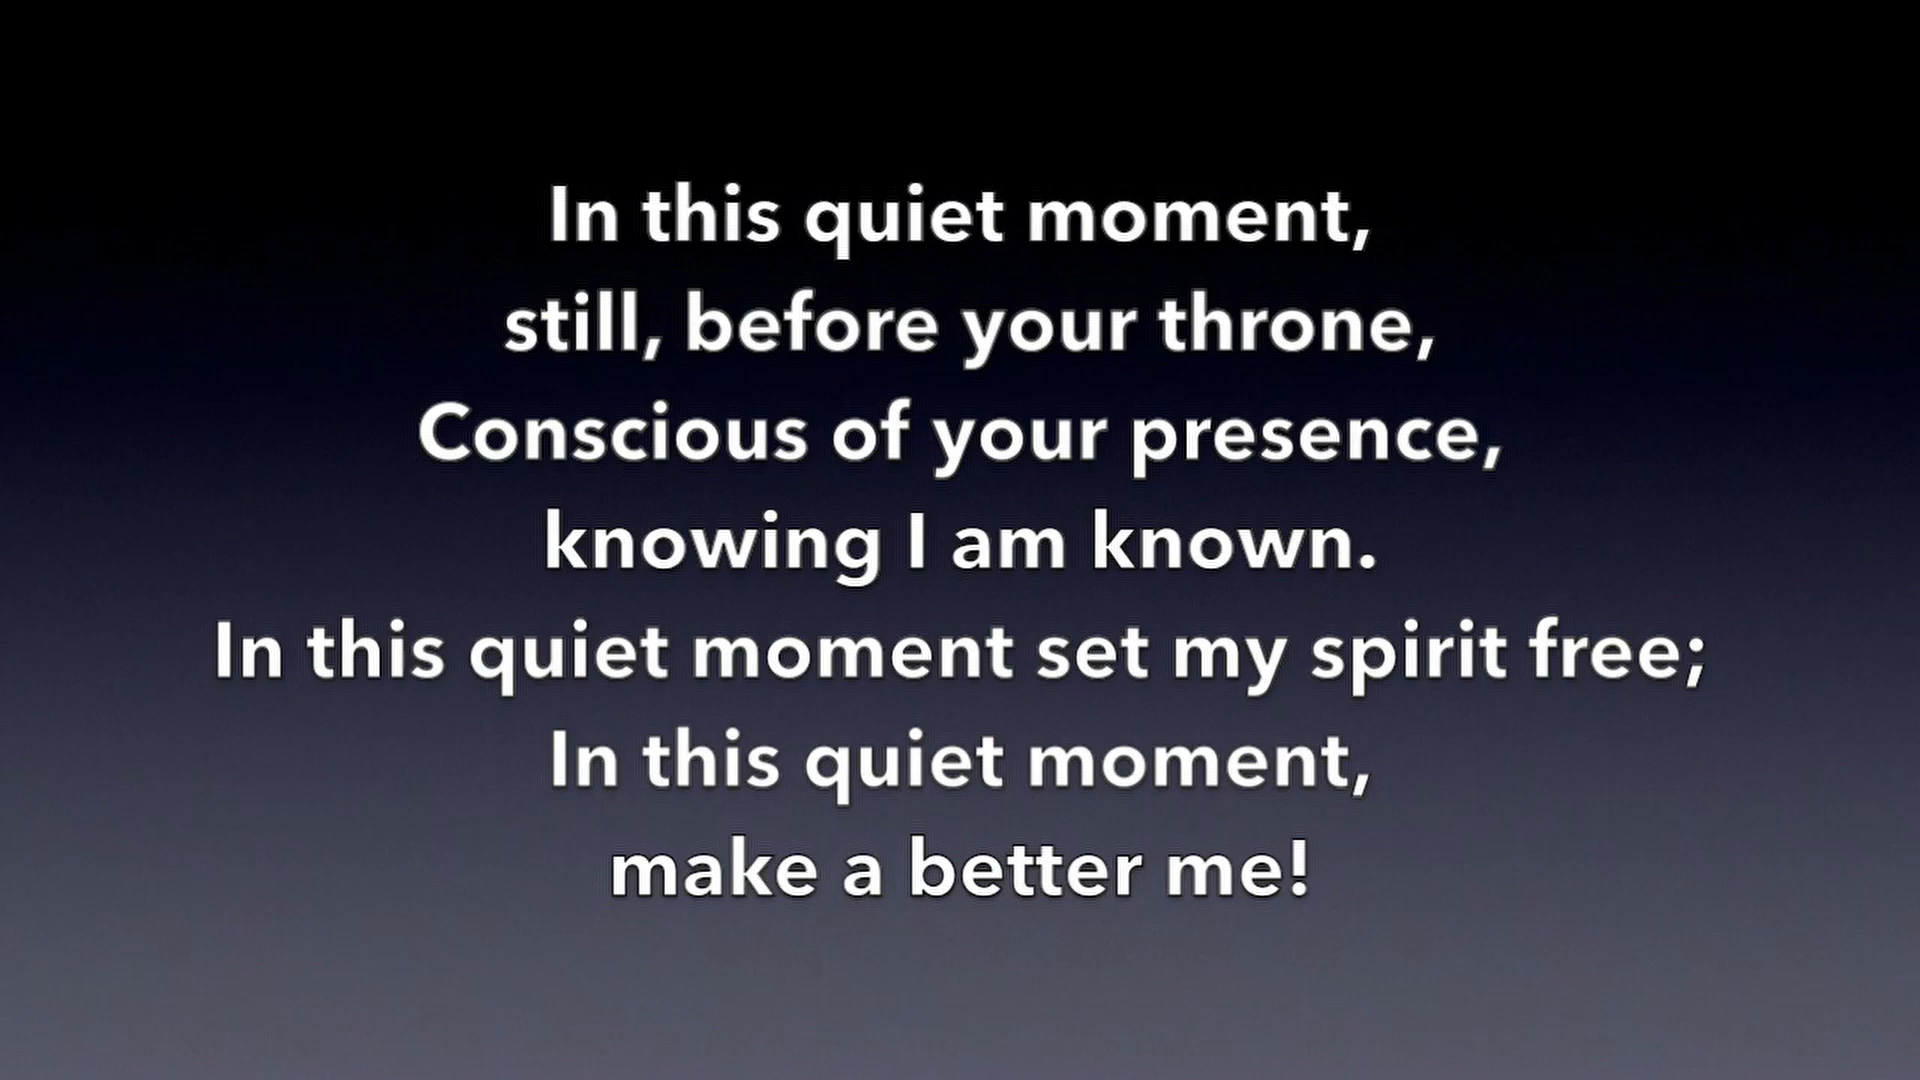 In this quiet moment,
still, before your throne,
Conscious of your presence,
knowing I am known.
In this quiet moment set my spirit free;
In this quiet moment,
make a better me!